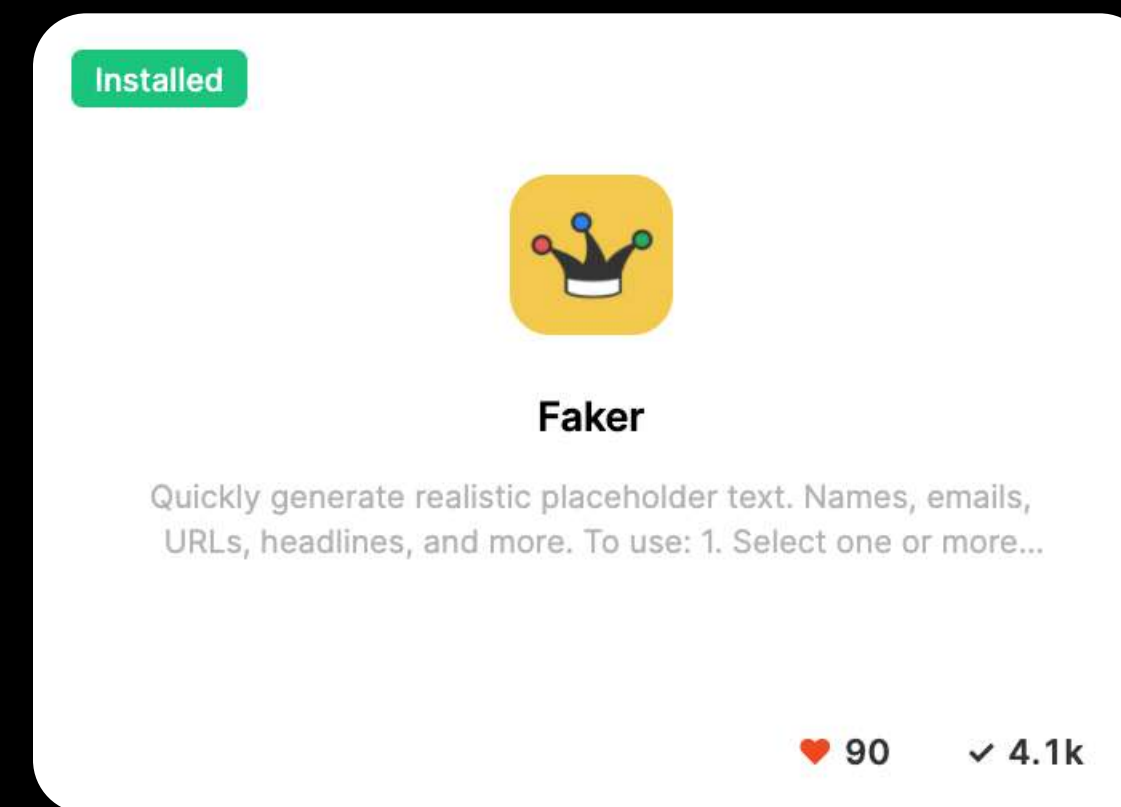 Installed
Faker
Quickly generate realistic placeholder text. Names, emails,
URLs, headlines, and more. To use: 1. Select one or more...
90 4.1k